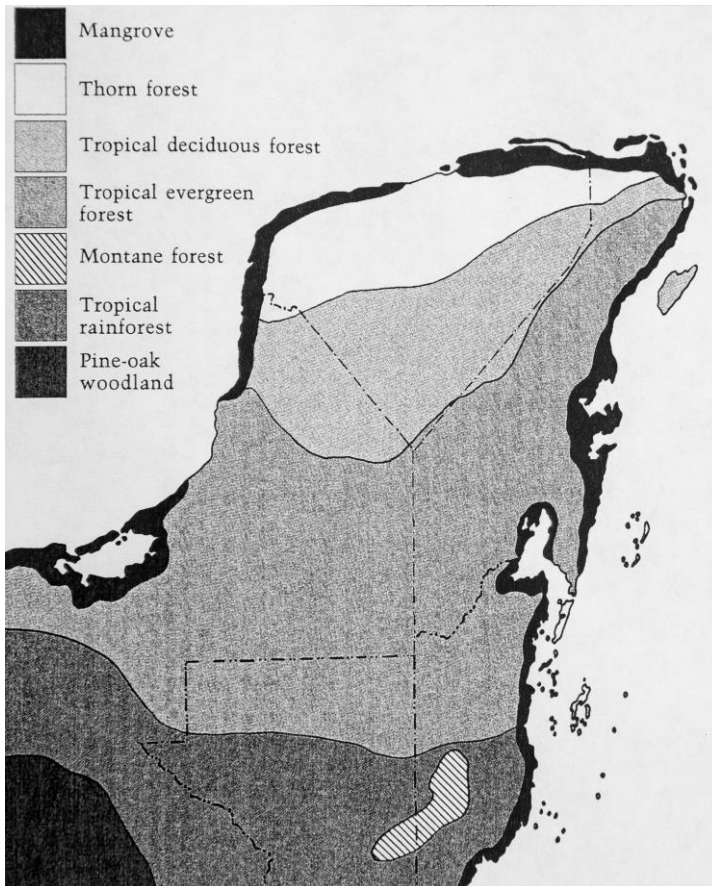 Mangrove
Thorn forest
Tropical deciduous forest
Tropical evergreen
forest
Montane forest
Tropical
rainforest
Pine-oak
woodland